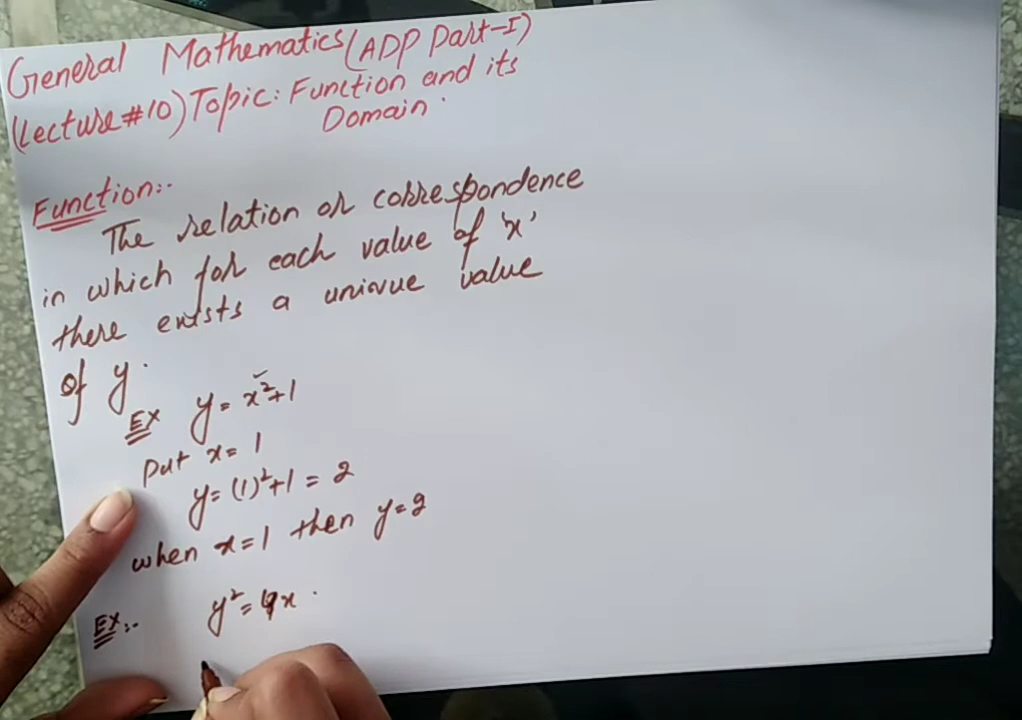 General Mathematics (ADP Part-I)
(Lecture #10) Topic: Function and its
Domain.
Function:-
The relation or correspondence
in which for each value of 'x'
there exists a uniuue value
of y.
EX y = x²+1
Put x = 1
y = (1)²+1 = 2
when x=1 then y=2
EX:- y² = 4x.